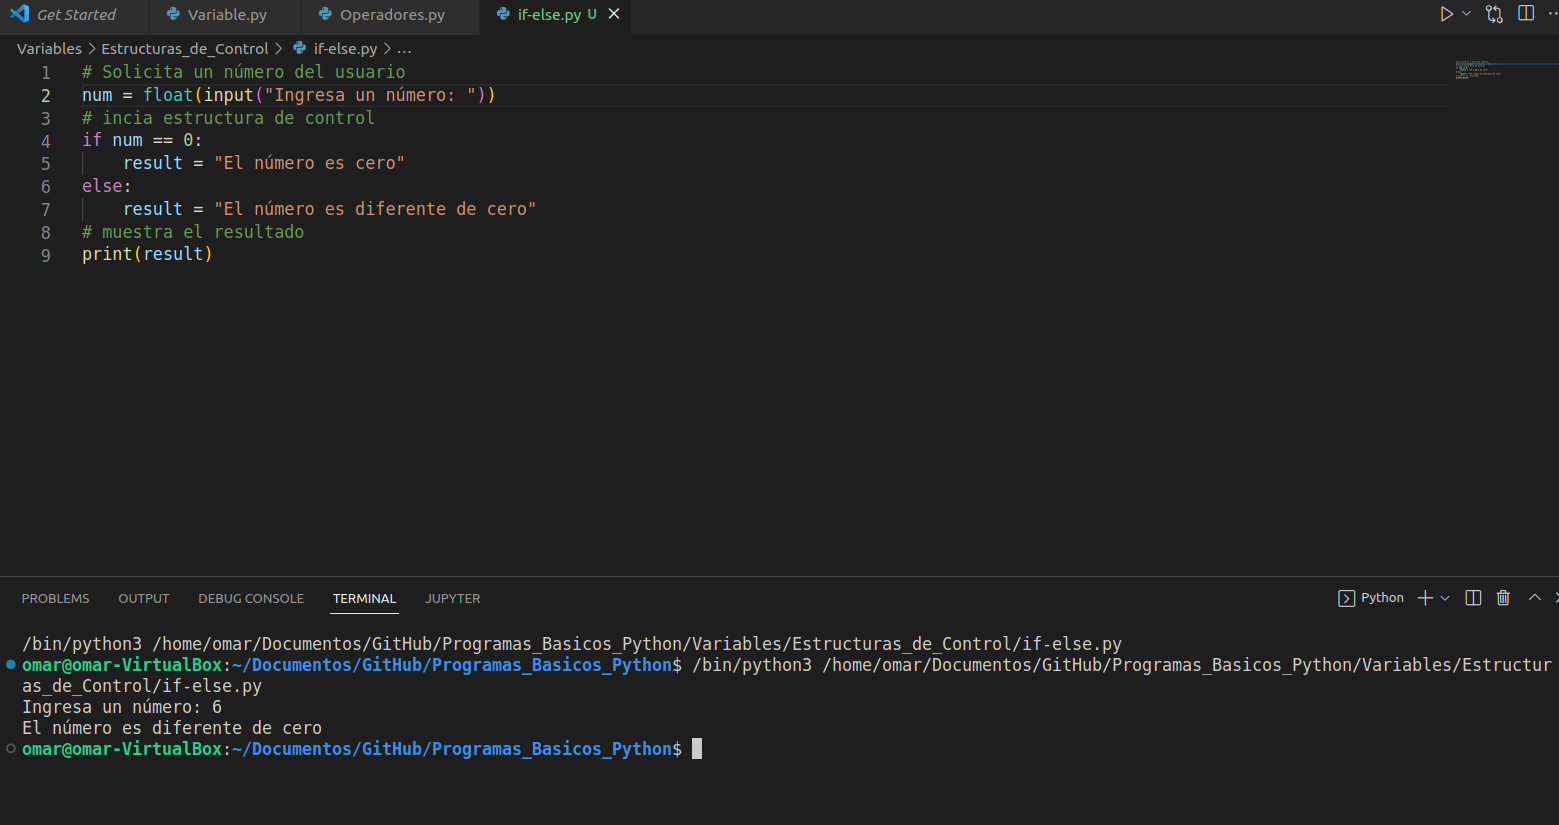 Get Started Variable.py Operadores.py if-else.py U
Variables > Estructuras_de_Control > if-else.py > ...
1 # Solicita un número del usuario
2 num = float(input("Ingresa un número: "))
3 # incia estructura de control
4 if num == 0:
5 result = "El número es cero"
6 else:
7 result = "El número es diferente de cero"
8 # muestra el resultado
9 print(result)
PROBLEMS OUTPUT DEBUG CONSOLE TERMINAL JUPYTER Python
/bin/python3 /home/omar/Documentos/GitHub/Programas_Basicos_Python/Variables/Estructuras_de_Control/if-else.py
omar@omar-VirtualBox:~/Documentos/GitHub/Programas_Basicos_Python$ /bin/python3 /home/omar/Documentos/GitHub/Programas_Basicos_Python/Variables/Estructur
as_de_Control/if-else.py
Ingresa un número: 6
El número es diferente de cero
omar@omar-VirtualBox:~/Documentos/GitHub/Programas_Basicos_Python$